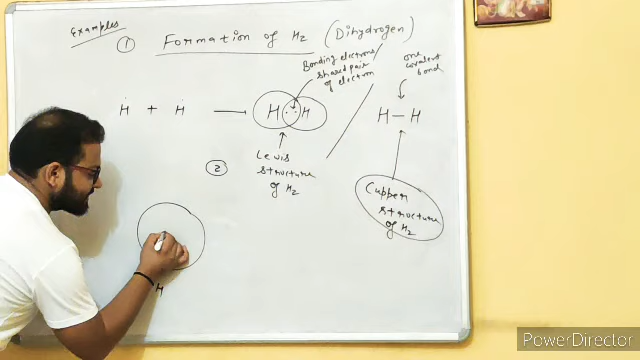 Examples
① Formation of H₂ (Dihydrogen)
Bonding electrons
shared pair
of electron
one
covalent
bond
Ḣ + Ḣ → H : H H — H
②
Lewis
structure
of H₂
Cupper
structure
of H₂
H
PowerDirector